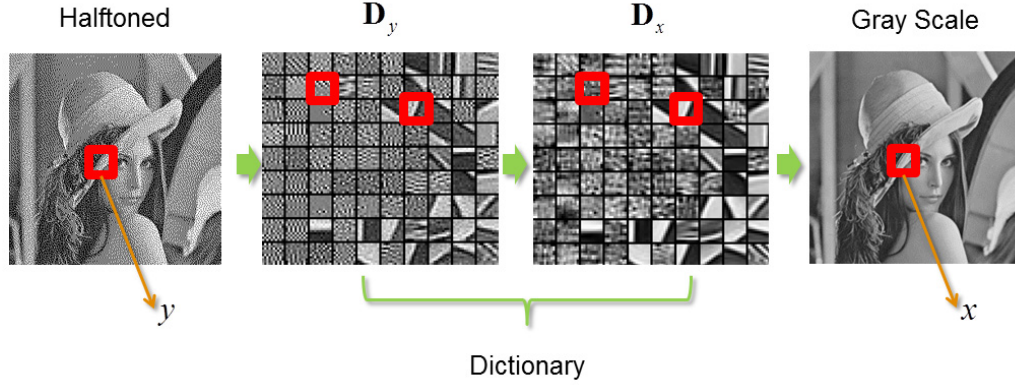 Halftoned
D_y
D_x
Gray Scale
y
x
Dictionary